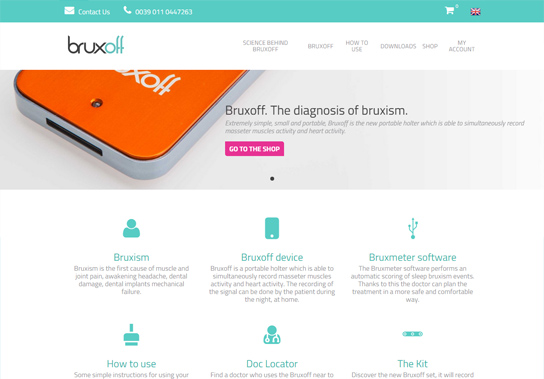 Contact Us
0039 011 0447263
0
bruxoff
SCIENCE BEHIND
BRUXOFF
BRUXOFF
HOW TO
USE
DOWNLOADS
SHOP
MY
ACCOUNT
bruxoff
Bruxoff. The diagnosis of bruxism.
Extremely simple, small and portable, Bruxoff is the new portable holter which is able to simultaneously record
masseter muscles activity and heart activity.
GO TO THE SHOP
Bruxism
Bruxism is the first cause of muscle and
joint pain, awakening headache, dental
damage, dental implants mechanical
failure.
Bruxoff device
Bruxoff is a portable holter which is able to
simultaneously record masseter muscles
activity and heart activity. The recording of
the signal can be done by the patient during
the night, at home.
Bruxmeter software
The Bruxmeter software performs an
automatic scoring of sleep bruxism events.
Thanks to this the doctor can plan the
treatment in a more safe and comfortable
way.
How to use
Some simple instructions for using your
Doc Locator
Find a doctor who uses the Bruxoff near to
The Kit
Discover the new Bruxoff set, it will record